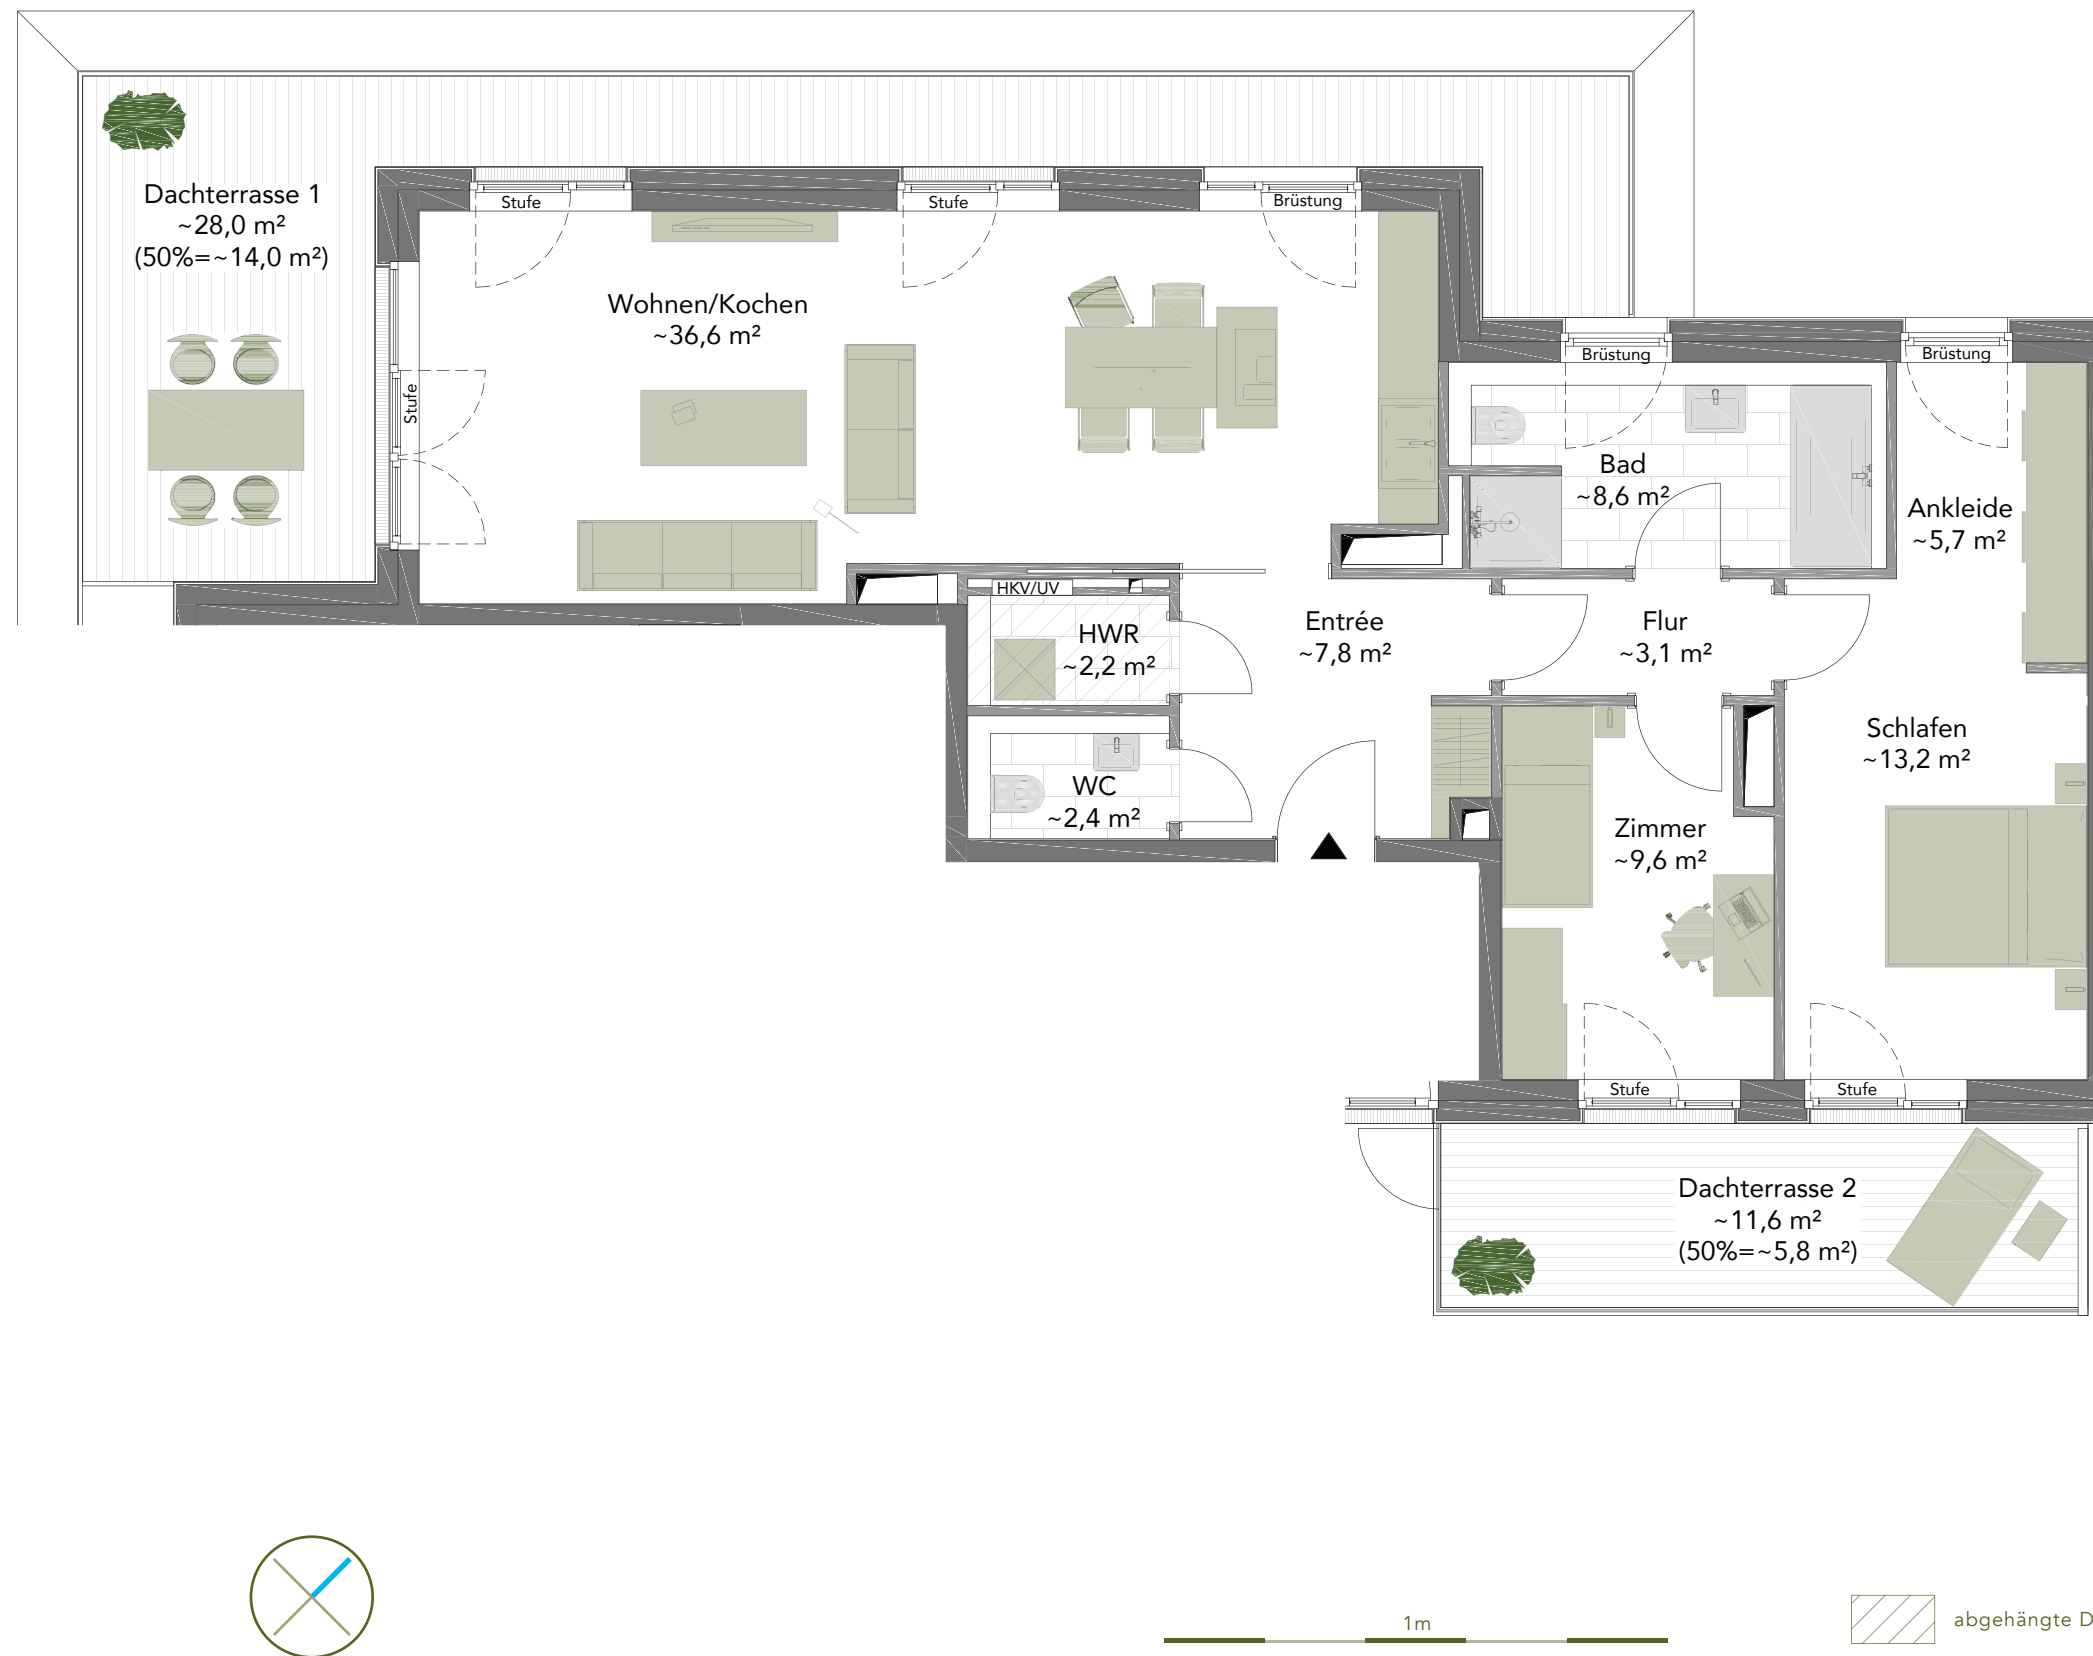 Dachterrasse 1
~28,0 m²
(50%=~14,0 m²)
Stufe
Stufe
Brüstung
Wohnen/Kochen
~36,6 m²
Stufe
Brüstung
Brüstung
Bad
~8,6 m²
Ankleide
~5,7 m²
HKV/UV
HWR
~2,2 m²
Entrée
~7,8 m²
Flur
~3,1 m²
Schlafen
~13,2 m²
WC
~2,4 m²
Zimmer
~9,6 m²
Stufe
Stufe
Dachterrasse 2
~11,6 m²
(50%=~5,8 m²)
1m
abgehängte D